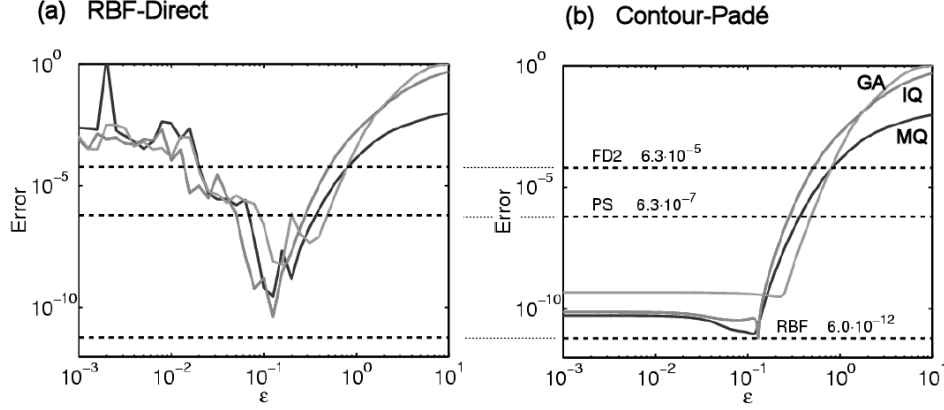 (a) RBF-Direct
10^0
10^-5
10^-10
Error
10^-3 10^-2 10^-1 10^0 10^1
ε
(b) Contour-Padé
10^0
10^-5
10^-10
Error
GA
IQ
MQ
FD2 6.3·10^-5
PS 6.3·10^-7
RBF 6.0·10^-12
10^-3 10^-2 10^-1 10^0 10^1
ε